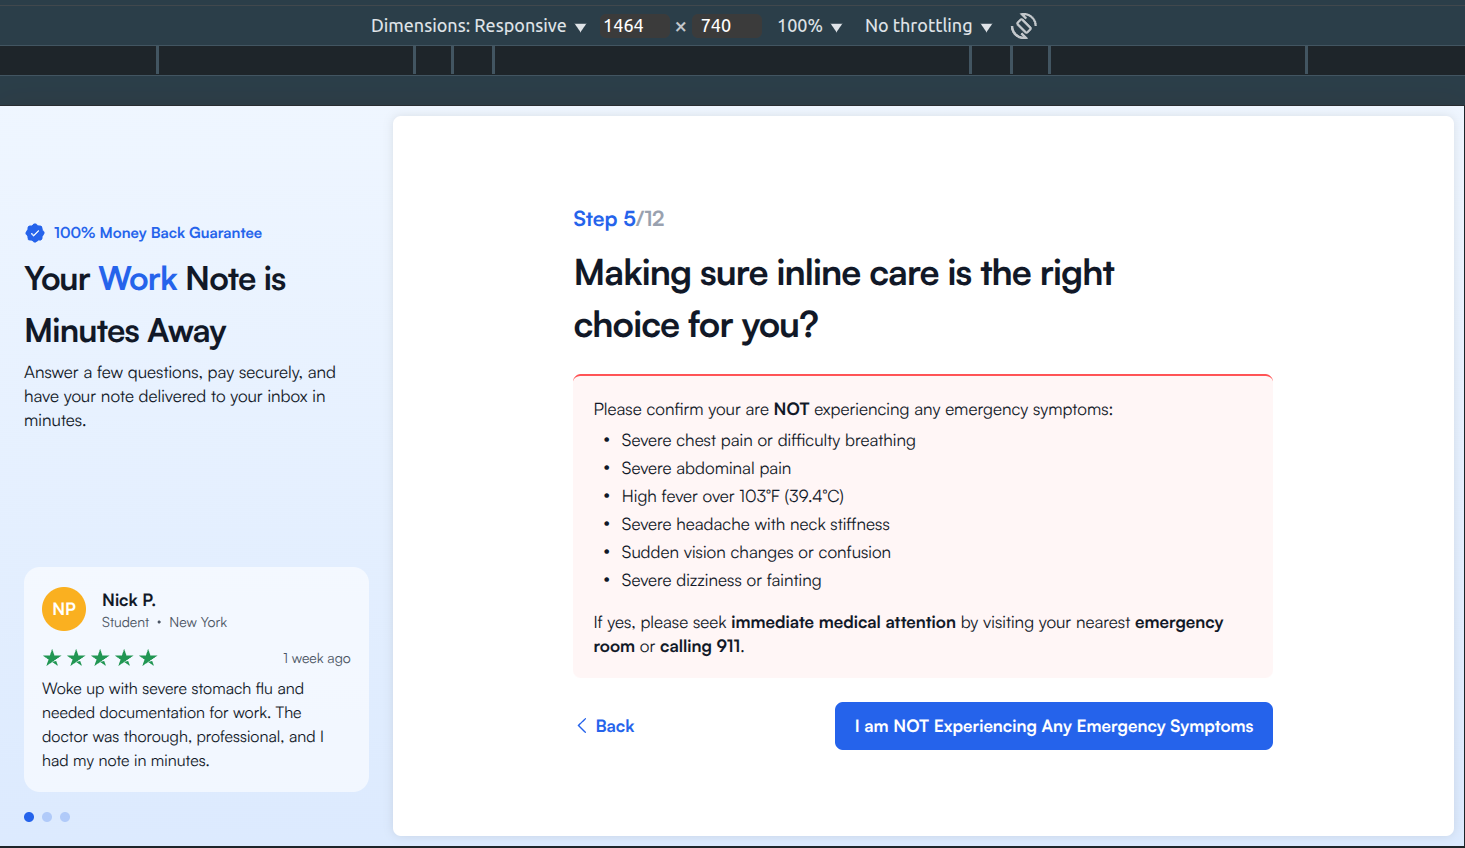 Dimensions: Responsive ▼ 1464 × 740 100% ▼ No throttling ▼
100% Money Back Guarantee
Your Work Note is
Minutes Away
Answer a few questions, pay securely, and
have your note delivered to your inbox in
minutes.
NP
Nick P.
Student • New York
1 week ago
Woke up with severe stomach flu and
needed documentation for work. The
doctor was thorough, professional, and I
had my note in minutes.
Step 5/12
Making sure inline care is the right
choice for you?
Please confirm your are NOT experiencing any emergency symptoms:
• Severe chest pain or difficulty breathing
• Severe abdominal pain
• High fever over 103°F (39.4°C)
• Severe headache with neck stiffness
• Sudden vision changes or confusion
• Severe dizziness or fainting
If yes, please seek immediate medical attention by visiting your nearest emergency
room or calling 911.
Back
I am NOT Experiencing Any Emergency Symptoms